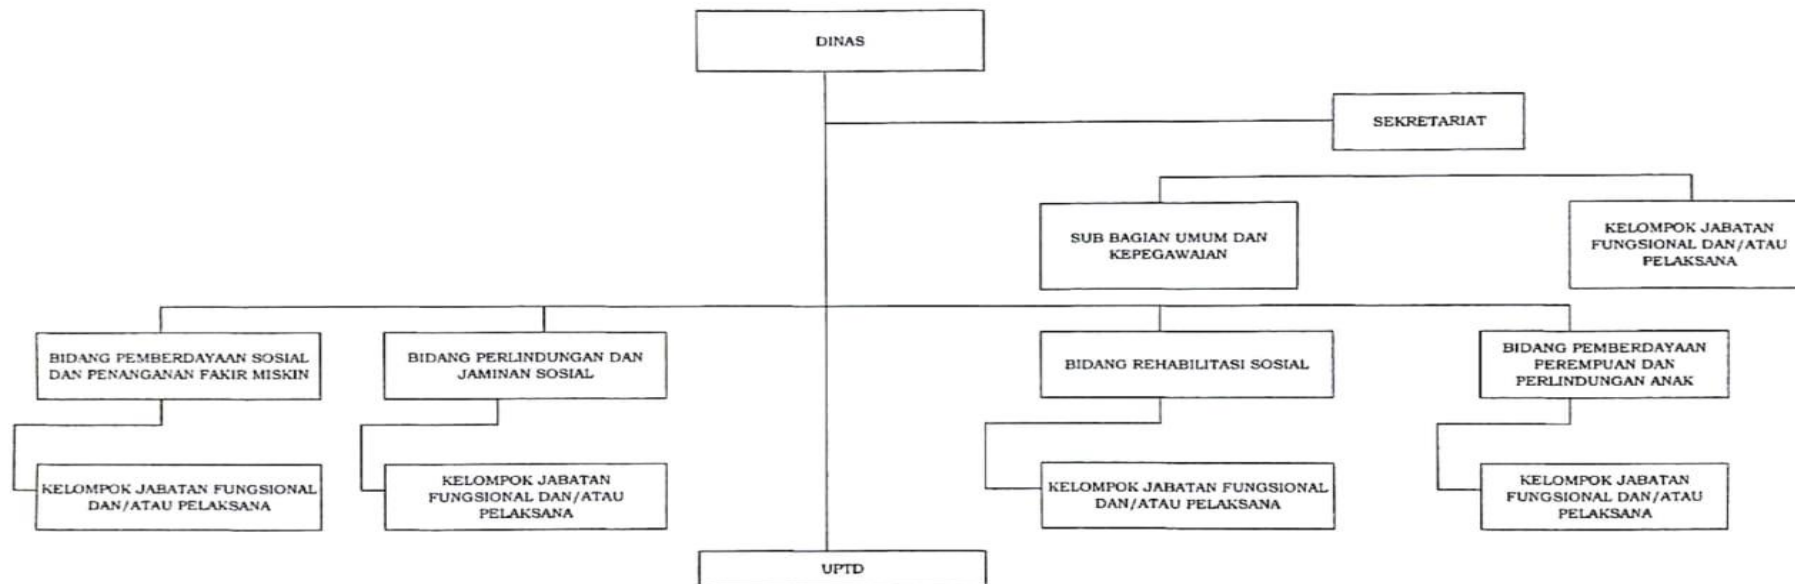 DINAS
SEKRETARIAT
SUB BAGIAN UMUM DAN
KEPEGAWAIAN
KELOMPOK JABATAN
FUNGSIONAL DAN/ATAU
PELAKSANA
BIDANG PEMBERDAYAAN SOSIAL
DAN PENANGANAN FAKIR MISKIN
BIDANG PERLINDUNGAN DAN
JAMINAN SOSIAL
BIDANG REHABILITASI SOSIAL
BIDANG PEMBERDAYAAN
PEREMPUAN DAN
PERLINDUNGAN ANAK
KELOMPOK JABATAN FUNGSIONAL
DAN/ATAU PELAKSANA
KELOMPOK JABATAN
FUNGSIONAL DAN/ATAU
PELAKSANA
KELOMPOK JABATAN FUNGSIONAL
DAN/ATAU PELAKSANA
KELOMPOK JABATAN
FUNGSIONAL DAN/ATAU
PELAKSANA
UPTD